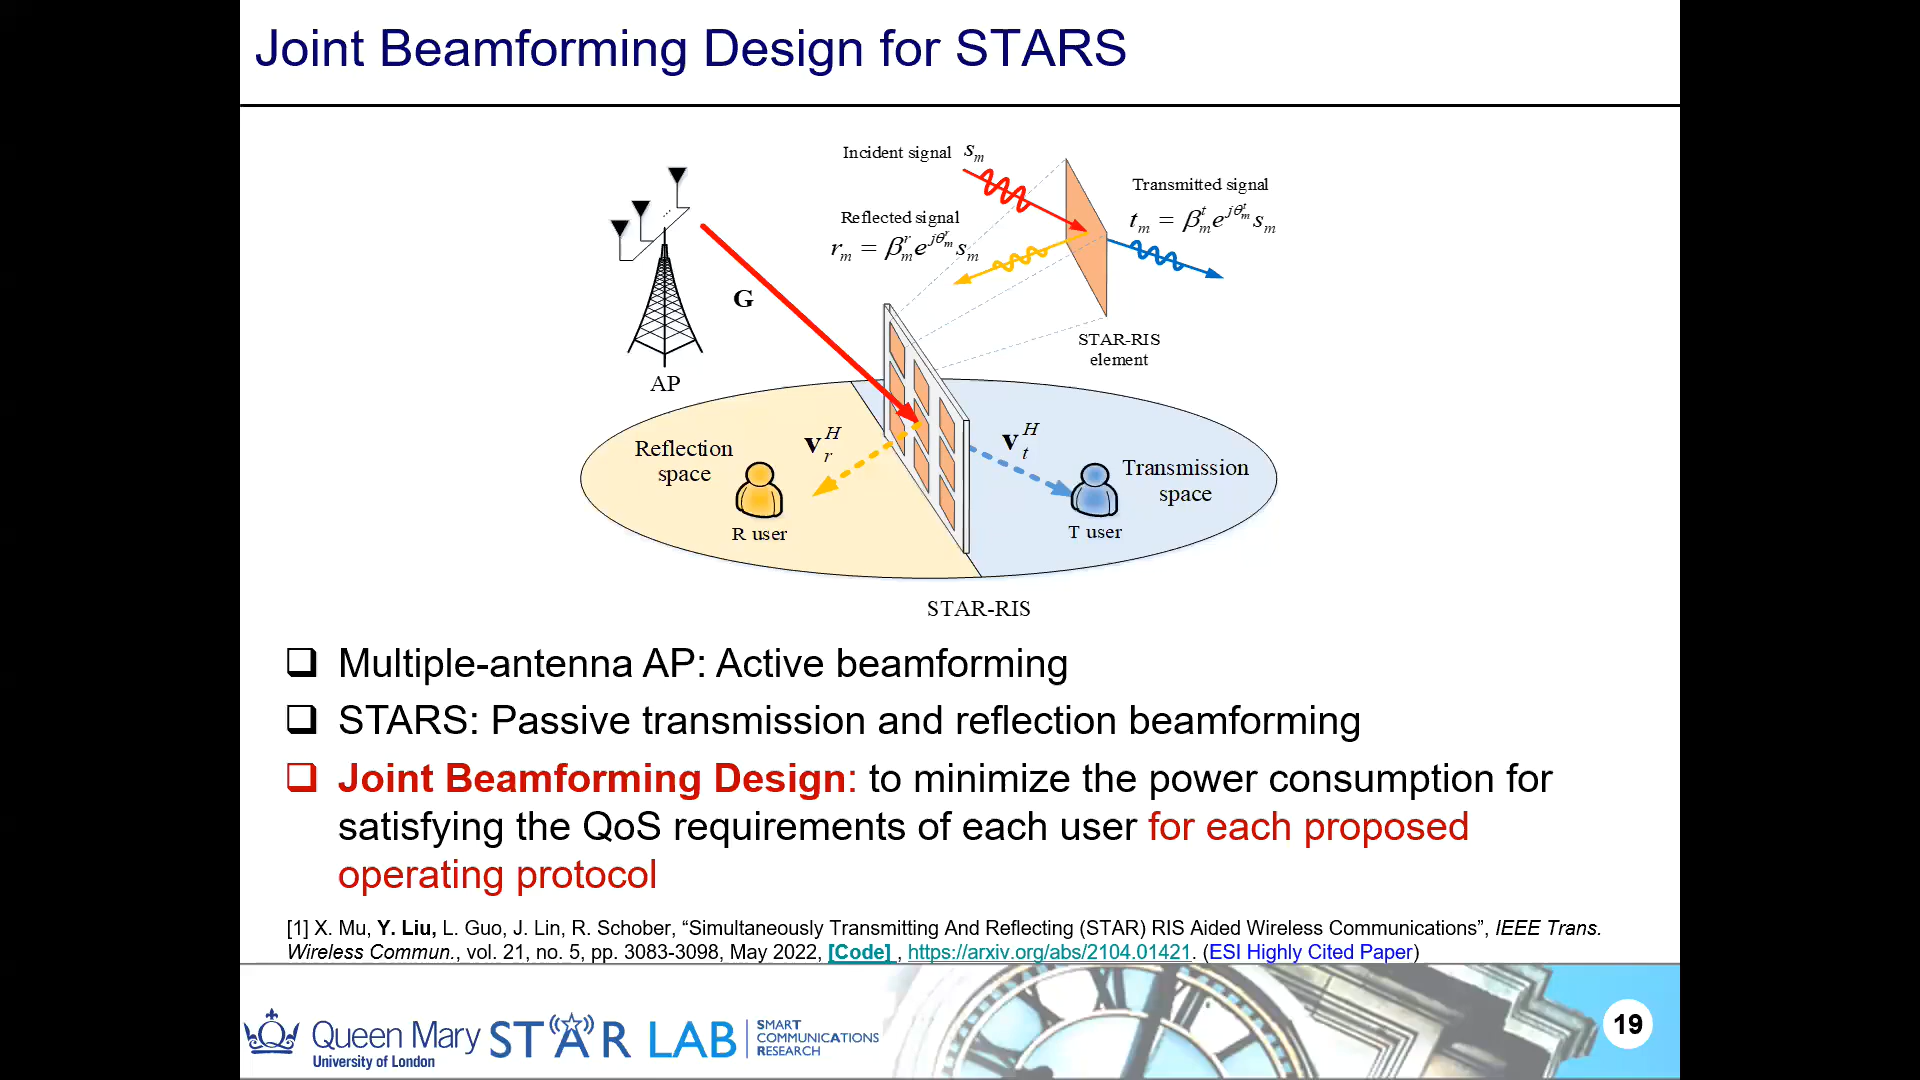 Joint Beamforming Design for STARS
Incident signal s_m
Transmitted signal
t_m = β_m^t e^{jθ_m^t} s_m
Reflected signal
r_m = β_m^r e^{jθ_m^r} s_m
G
STAR-RIS
element
AP
Reflection
space
v_r^H
v_t^H
Transmission
space
R user
T user
STAR-RIS
❑ Multiple-antenna AP: Active beamforming
❑ STARS: Passive transmission and reflection beamforming
❑ Joint Beamforming Design: to minimize the power consumption for
satisfying the QoS requirements of each user for each proposed
operating protocol
[1] X. Mu, Y. Liu, L. Guo, J. Lin, R. Schober, “Simultaneously Transmitting And Reflecting (STAR) RIS Aided Wireless Communications”, IEEE Trans.
Wireless Commun., vol. 21, no. 5, pp. 3083-3098, May 2022, [Code] , https://arxiv.org/abs/2104.01421. (ESI Highly Cited Paper)
Queen Mary
University of London
STAR LAB
SMART
COMMUNICATIONS
RESEARCH
19